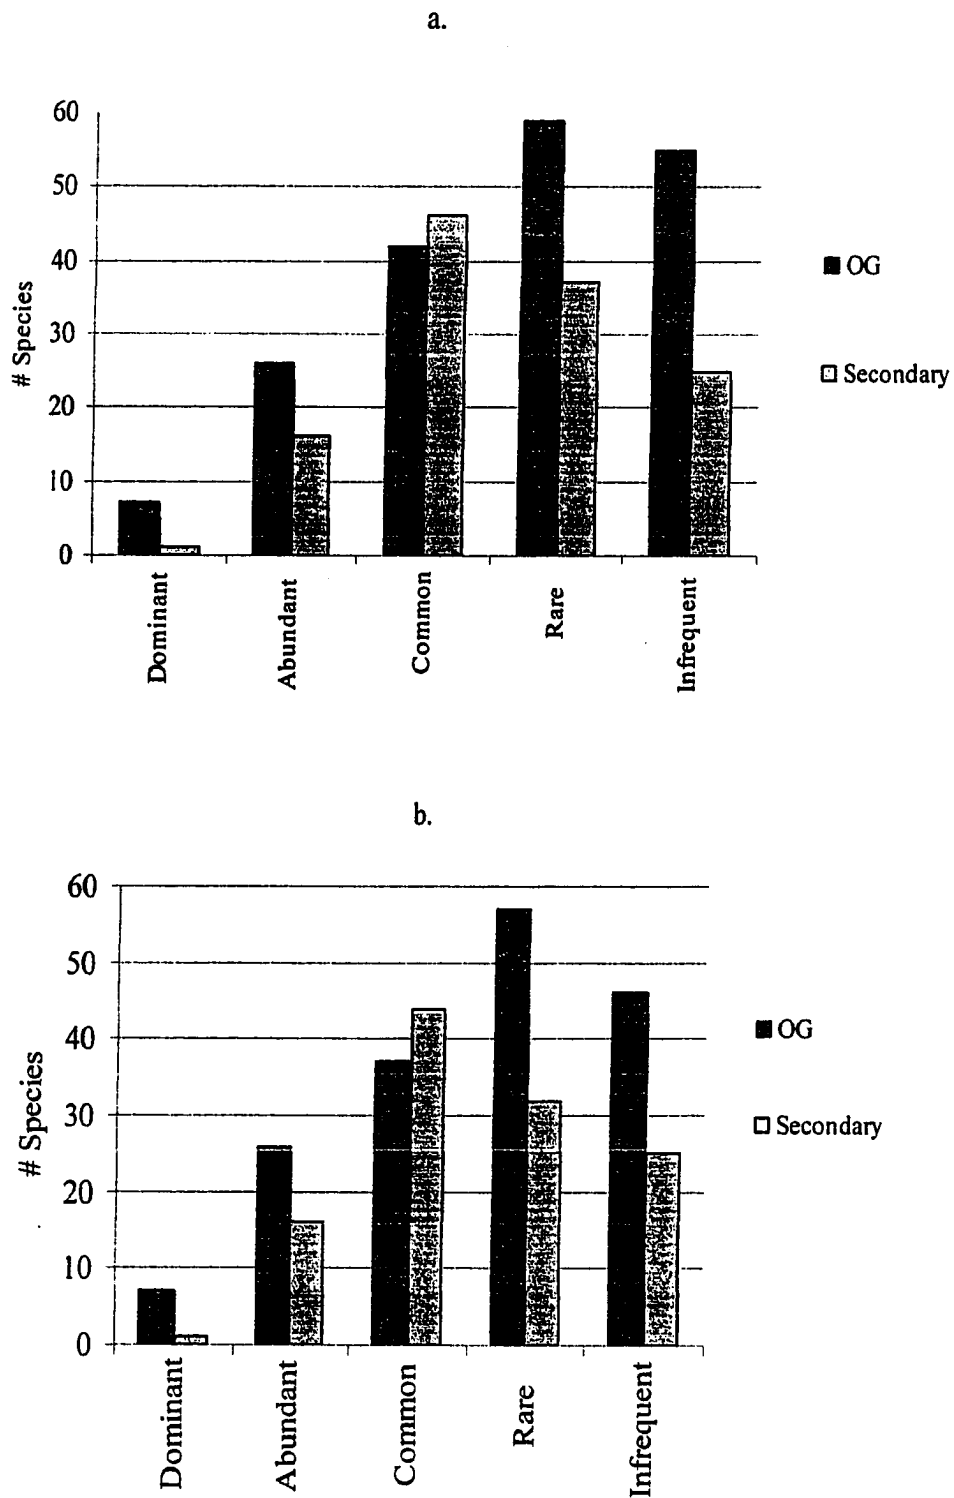 a.
60
50
40
30
20
10
0
# Species
Dominant
Abundant
Common
Rare
Infrequent
OG
Secondary
b.
60
50
40
30
20
10
0
# Species
Dominant
Abundant
Common
Rare
Infrequent
OG
Secondary